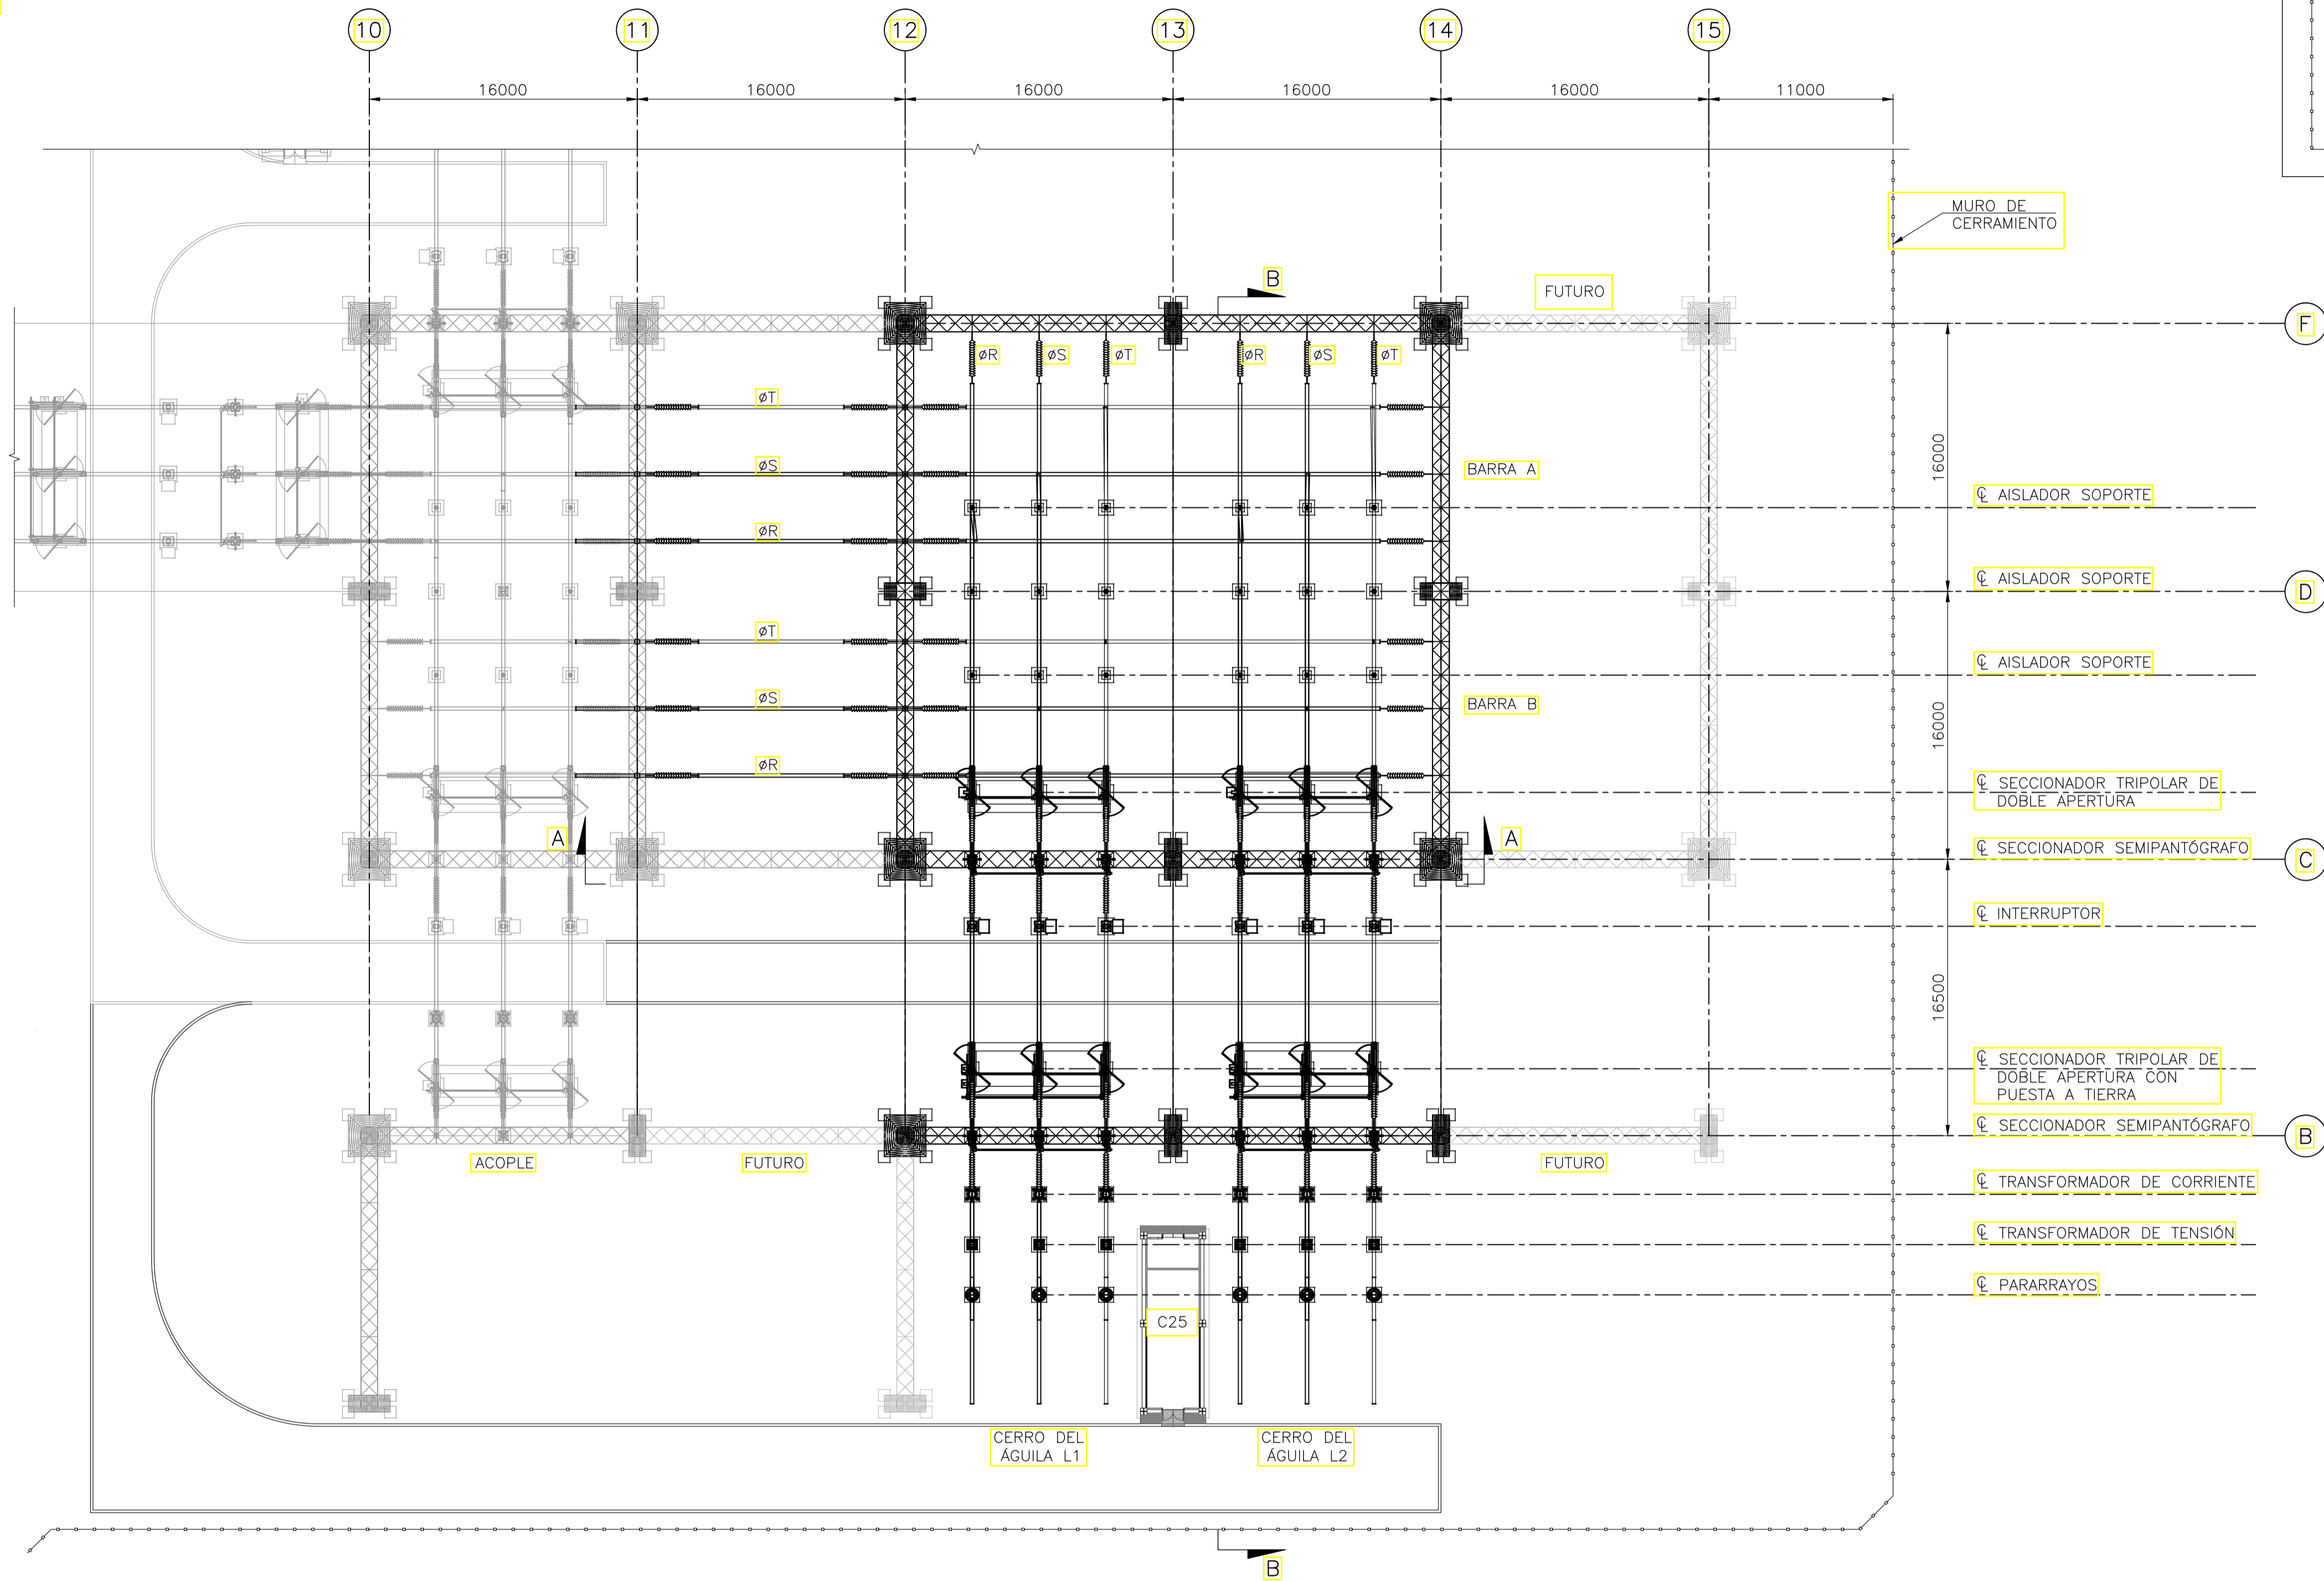 10
11
12
13
14
15
16000
16000
16000
16000
16000
11000
MURO DE
CERRAMIENTO
B
FUTURO
F
øR
øS
øT
øR
øS
øT
øT
16000
øS
BARRA A
℄ AISLADOR SOPORTE
øR
℄ AISLADOR SOPORTE
D
øT
℄ AISLADOR SOPORTE
øS
BARRA B
16000
øR
℄ SECCIONADOR TRIPOLAR DE
DOBLE APERTURA
A
A
℄ SECCIONADOR SEMIPANTÓGRAFO
C
℄ INTERRUPTOR
16500
℄ SECCIONADOR TRIPOLAR DE
DOBLE APERTURA CON
PUESTA A TIERRA
℄ SECCIONADOR SEMIPANTÓGRAFO
B
ACOPLE
FUTURO
FUTURO
℄ TRANSFORMADOR DE CORRIENTE
℄ TRANSFORMADOR DE TENSIÓN
℄ PARARRAYOS
C25
CERRO DEL
ÁGUILA L1
CERRO DEL
ÁGUILA L2
B